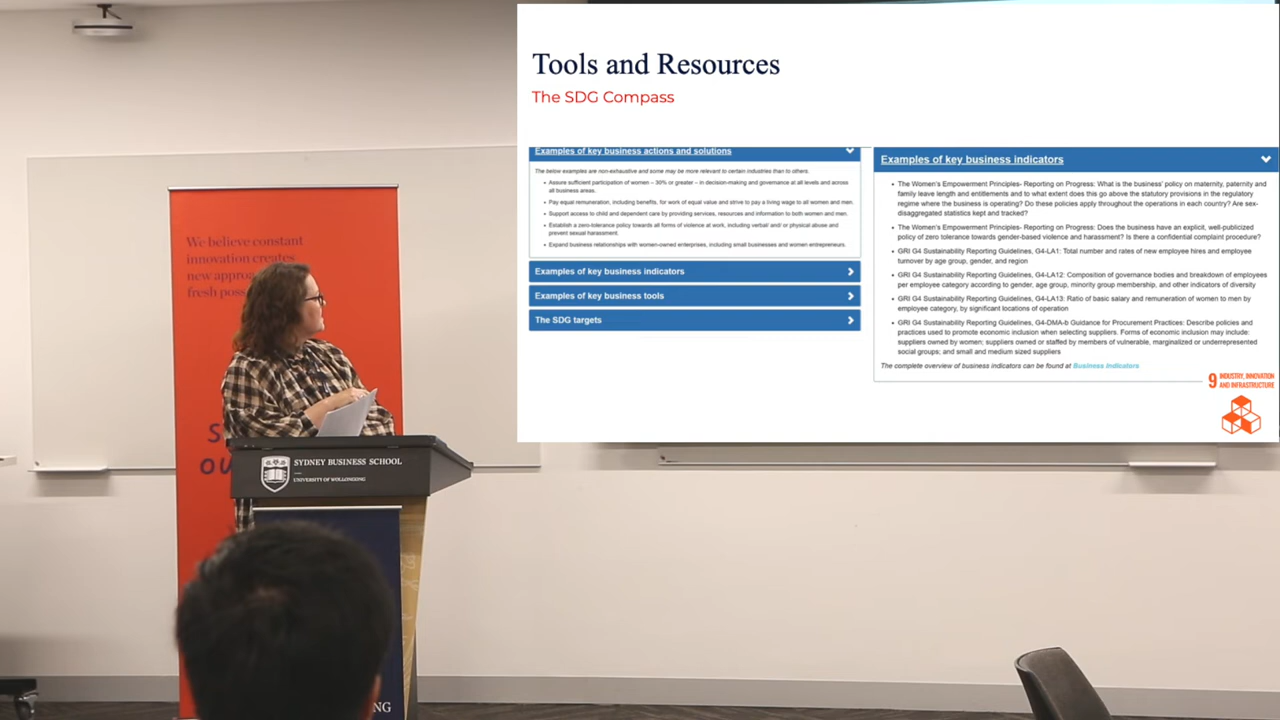 Tools and Resources
The SDG Compass
Examples of key business actions and solutions
The below examples are non-exhaustive and some may be more relevant to certain industries than to others.
Assure sufficient participation of women – 30% or greater – in decision-making and governance at all levels and across
all business areas.
Pay equal remuneration, including benefits, for work of equal value and strive to pay a living wage to all women and men.
Support access to child and dependent care by providing services, resources and information to both women and men.
Establish a zero-tolerance policy towards all forms of violence at work, including verbal and/ or physical abuse and
prevent sexual harassment.
Expand business relationships with women-owned enterprises, including small businesses and women entrepreneurs.
Examples of key business indicators
Examples of key business tools
The SDG targets
Examples of key business indicators
The Women's Empowerment Principles- Reporting on Progress: What is the business' policy on maternity, paternity and
family leave length and entitlements and to what extent does this go above the statutory provisions in the regulatory
regime where the business is operating? Do these policies apply throughout the operations in each country? Are sex-
disaggregated statistics kept and tracked?
The Women's Empowerment Principles- Reporting on Progress: Does the business have an explicit, well-publicized
policy of zero tolerance towards gender-based violence and harassment? Is there a confidential complaint procedure?
GRI G4 Sustainability Reporting Guidelines, G4-LA1: Total number and rates of new employee hires and employee
turnover by age group, gender, and region
GRI G4 Sustainability Reporting Guidelines, G4-LA12: Composition of governance bodies and breakdown of employees
per employee category according to gender, age group, minority group membership, and other indicators of diversity
GRI G4 Sustainability Reporting Guidelines, G4-LA13: Ratio of basic salary and remuneration of women to men by
employee category, by significant locations of operation
GRI G4 Sustainability Reporting Guidelines, G4-DMA-b Guidance for Procurement Practices: Describe policies and
practices used to promote economic inclusion when selecting suppliers. Forms of economic inclusion may include:
suppliers owned by women; suppliers owned or staffed by members of vulnerable, marginalized or underrepresented
social groups; and small and medium sized suppliers
The complete overview of business indicators can be found at Business Indicators
9 INDUSTRY, INNOVATION
AND INFRASTRUCTURE
We believe constant
innovation creates
new
fresh
SYDNEY BUSINESS SCHOOL
UNIVERSITY OF WOLLONGONG
NG